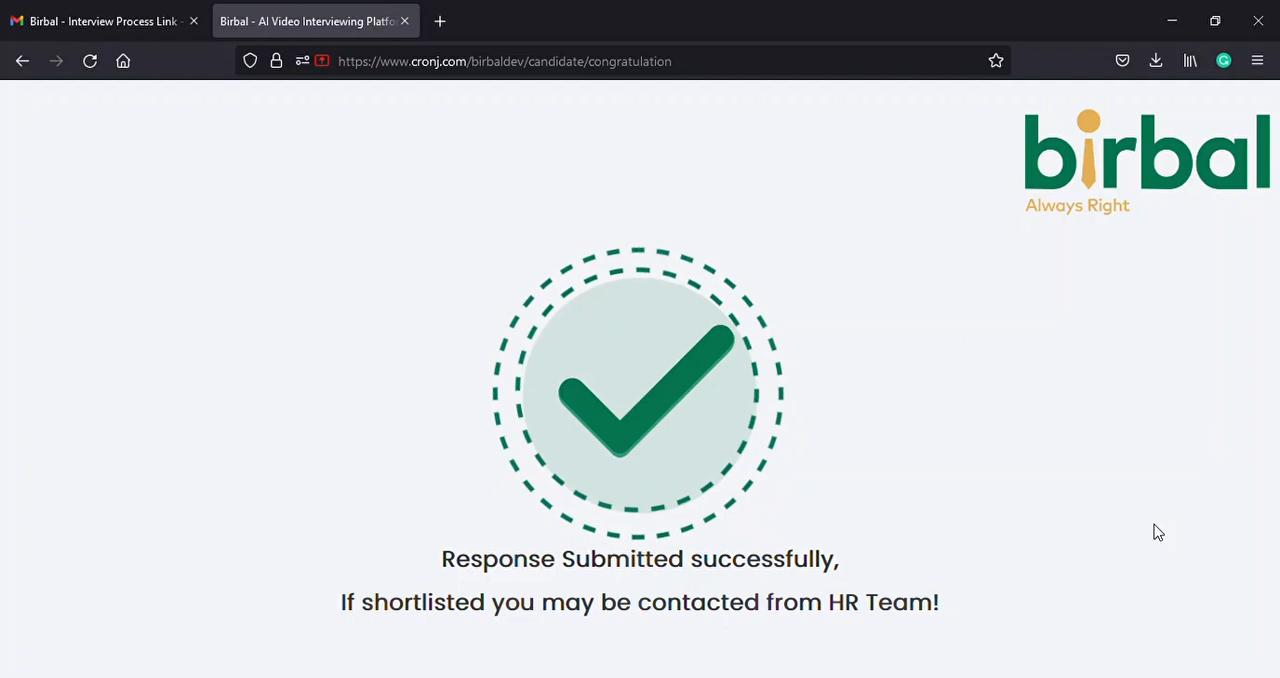 Birbal - Interview Process Link -
Birbal - AI Video Interviewing Platfo
https://www.cronj.com/birbaldev/candidate/congratulation
birbal
Always Right
Response Submitted successfully,
If shortlisted you may be contacted from HR Team!